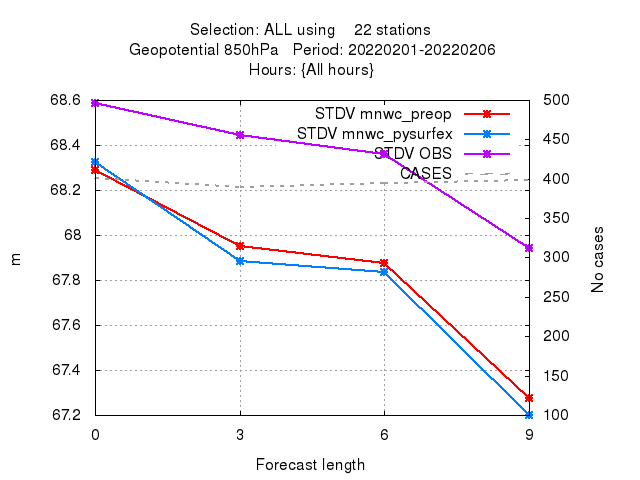 Selection: ALL using 22 stations
Geopotential 850hPa Period: 20220201-20220206
Hours: {All hours}
STDV mnwc_preop
STDV mnwc_pysurfex
STDV OBS
CASES
68.6
68.4
68.2
68
67.8
67.6
67.4
67.2
m
500
450
400
350
300
250
200
150
100
No cases
0 3 6 9
Forecast length